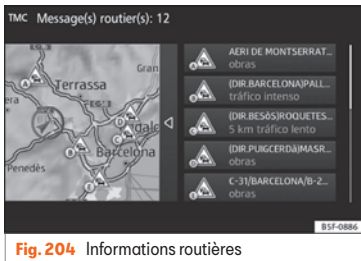 TMC Message(s) routier(s): 12
AERI DE MONTSERRAT...
obras
(DIR.BARCELONA)PALL...
tráfico intenso
(DIR.BESòS)ROQUETES...
5 km tráfico lento
(DIR.PUIGCERDà)MASR...
obras
C-31/BARCELONA/B-2...
obras
Gran
Terrassa
era
Barcelona
Penedès
A
B
C
D
E
B5F-0886
Fig. 204 Informations routières